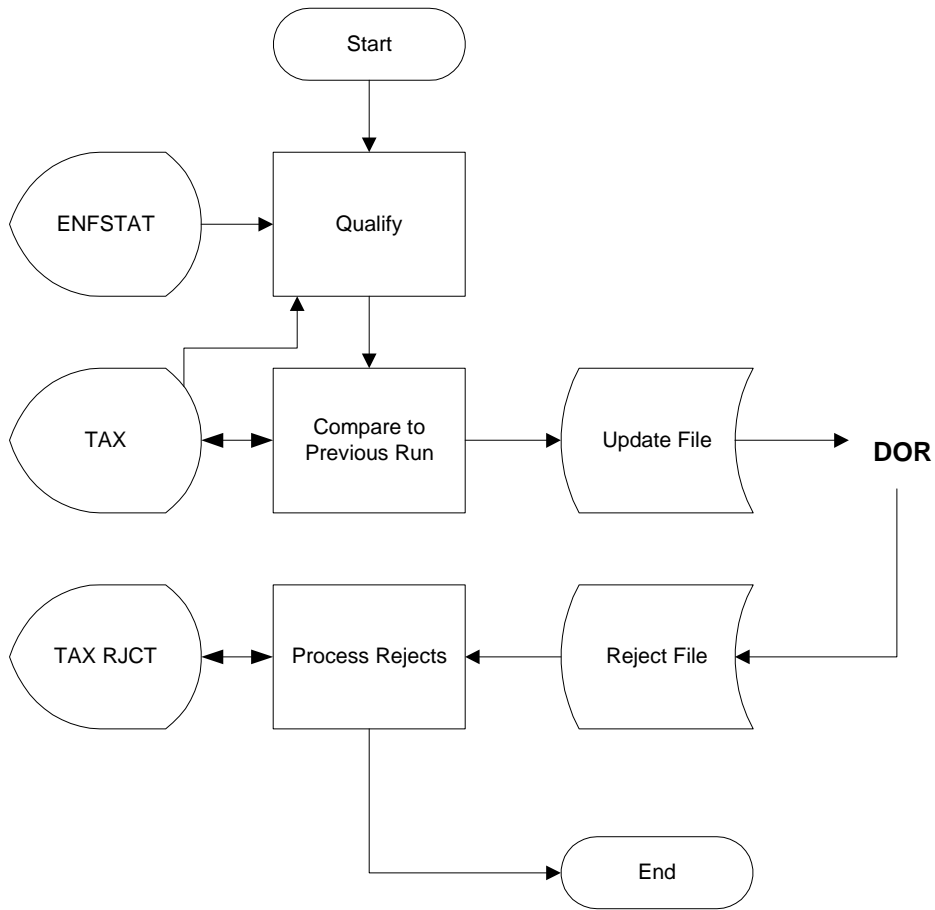 Start
ENFSTAT
Qualify
TAX
Compare to
Previous Run
Update File
DOR
TAX RJCT
Process Rejects
Reject File
End